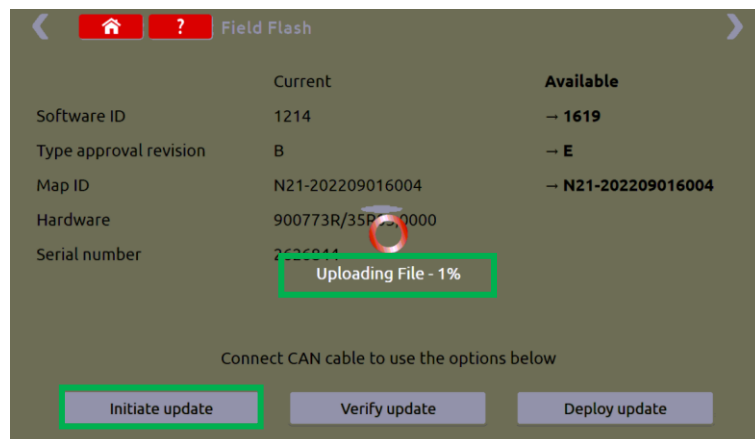 ? Field Flash
Current Available
Software ID 1214 → 1619
Type approval revision B → E
Map ID N21-202209016004 → N21-202209016004
Hardware
Serial number
Uploading File - 1%
Connect CAN cable to use the options below
Initiate update Verify update Deploy update